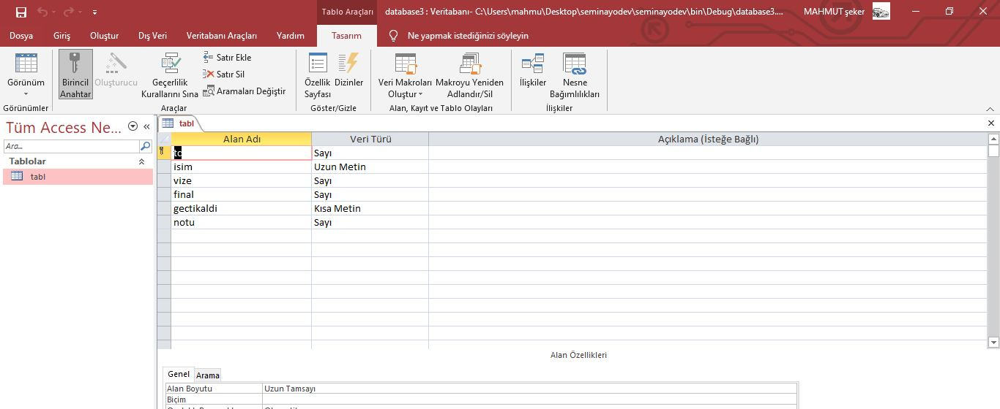 Tablo Araçları
database3 : Veritabanı- C:\Users\mahmu\Desktop\seminayodev\seminayodev\bin\Debug\database3....
MAHMUT şeker
Dosya Giriş Oluştur Dış Veri Veritabanı Araçları Yardım Tasarım Ne yapmak istediğinizi söyleyin
Görünüm
Birincil Anahtar
Oluşturucu
Geçerlilik Kurallarını Sına
Satır Ekle
Satır Sil
Aramaları Değiştir
Özellik Sayfası
Dizinler
Veri Makroları Oluştur
Makroyu Yeniden Adlandır/Sil
İlişkiler
Nesne Bağımlılıkları
Görünümler Araçlar Göster/Gizle Alan, Kayıt ve Tablo Olayları İlişkiler
Tüm Access Ne...
Ara...
Tablolar
tabl
tabl
Alan Adı Veri Türü Açıklama (İsteğe Bağlı)
tc Sayı
isim Uzun Metin
vize Sayı
final Sayı
gectikaldi Kısa Metin
notu Sayı
Alan Özellikleri
Genel Arama
Alan Boyutu Uzun Tamsayı
Biçim